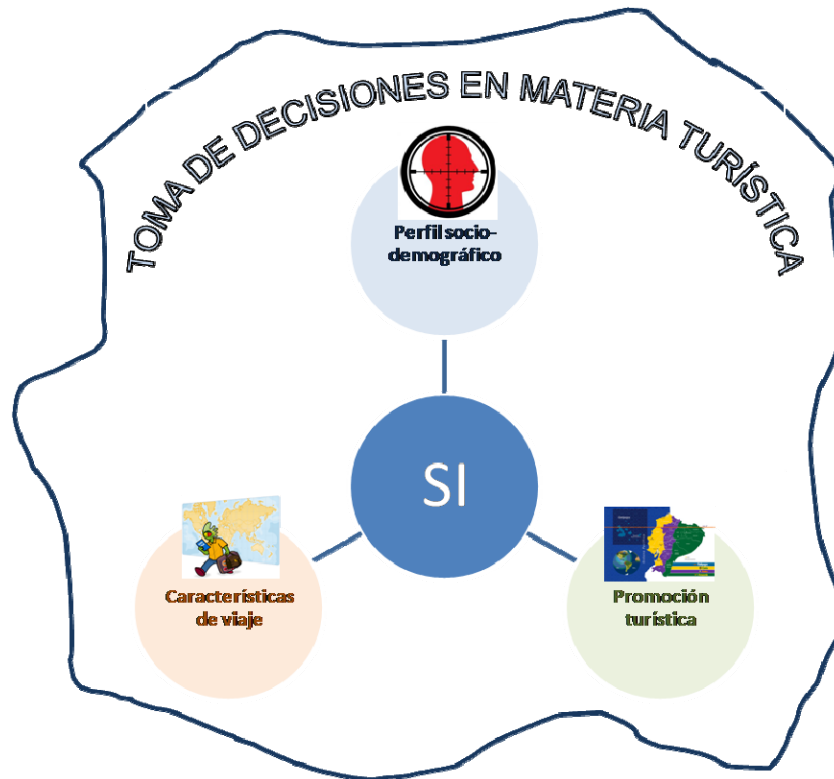 TOMA DE DECISIONES EN MATERIA TURÍSTICA
Perfil socio-
demográfico
SI
Características
de viaje
Promoción
turística